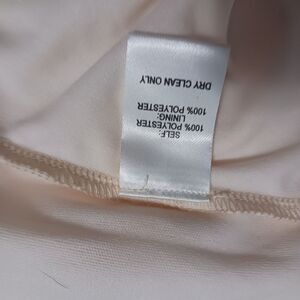 SELF:
100% POLYESTER
LINING:
100% POLYESTER
DRY CLEAN ONLY